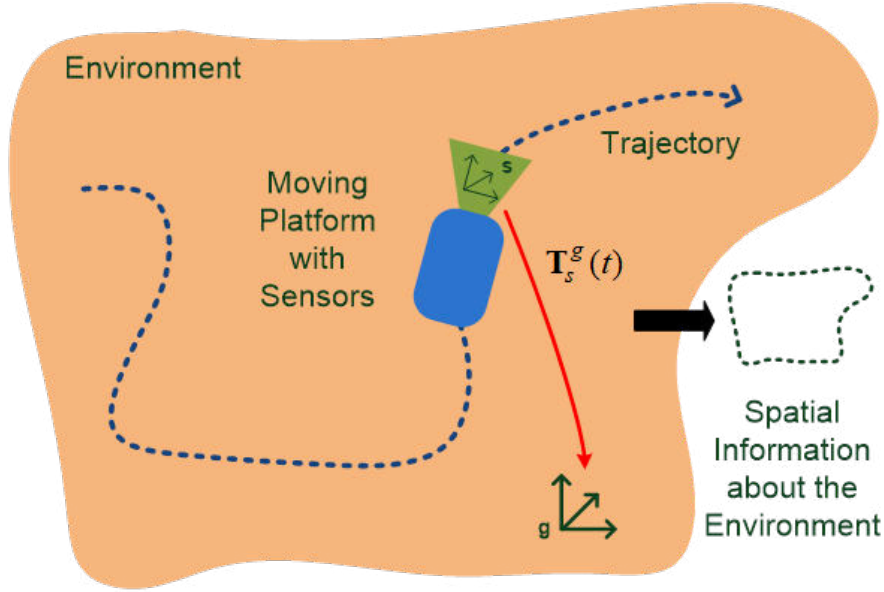 Environment
Trajectory
s
Moving
Platform
with
Sensors
T_s^g(t)
Spatial
Information
about the
Environment
g